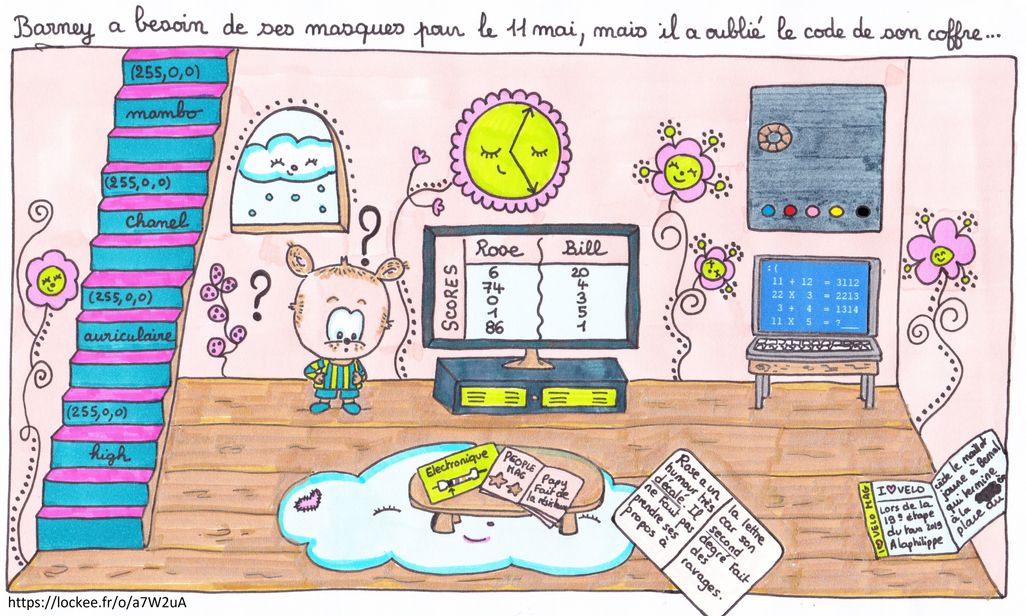 Barney a besoin de ses masques pour le 11 mai, mais il a oublié le code de son coffre...
(255,0,0)
mambo
(255,0,0)
Chanel
(255,0,0)
auriculaire
(255,0,0)
high
?
?
SCORES
Rose Bill
6 20
74 4
0 3
1 5
86 1
:(
11 + 12 = 3112
22 X 3 = 2213
3 + 4 = 1314
11 X 5 = ?___
Electronique
PEOPLE
MAG
Papy
Fait de
la résistance
Rose a un
humour très
décalé. Il
ne faut pas
prendre ses
propos à
la lettre
car son
second
degré fait
des
ravages.
I ♥ VELO MAG
I ♥ VELO
Lors de la
19e étape
du tour 2019
Alaphilippe
cède le maillot
jaune à Bernal
qui termine
à la
place du
https://lockee.fr/o/a7W2uA